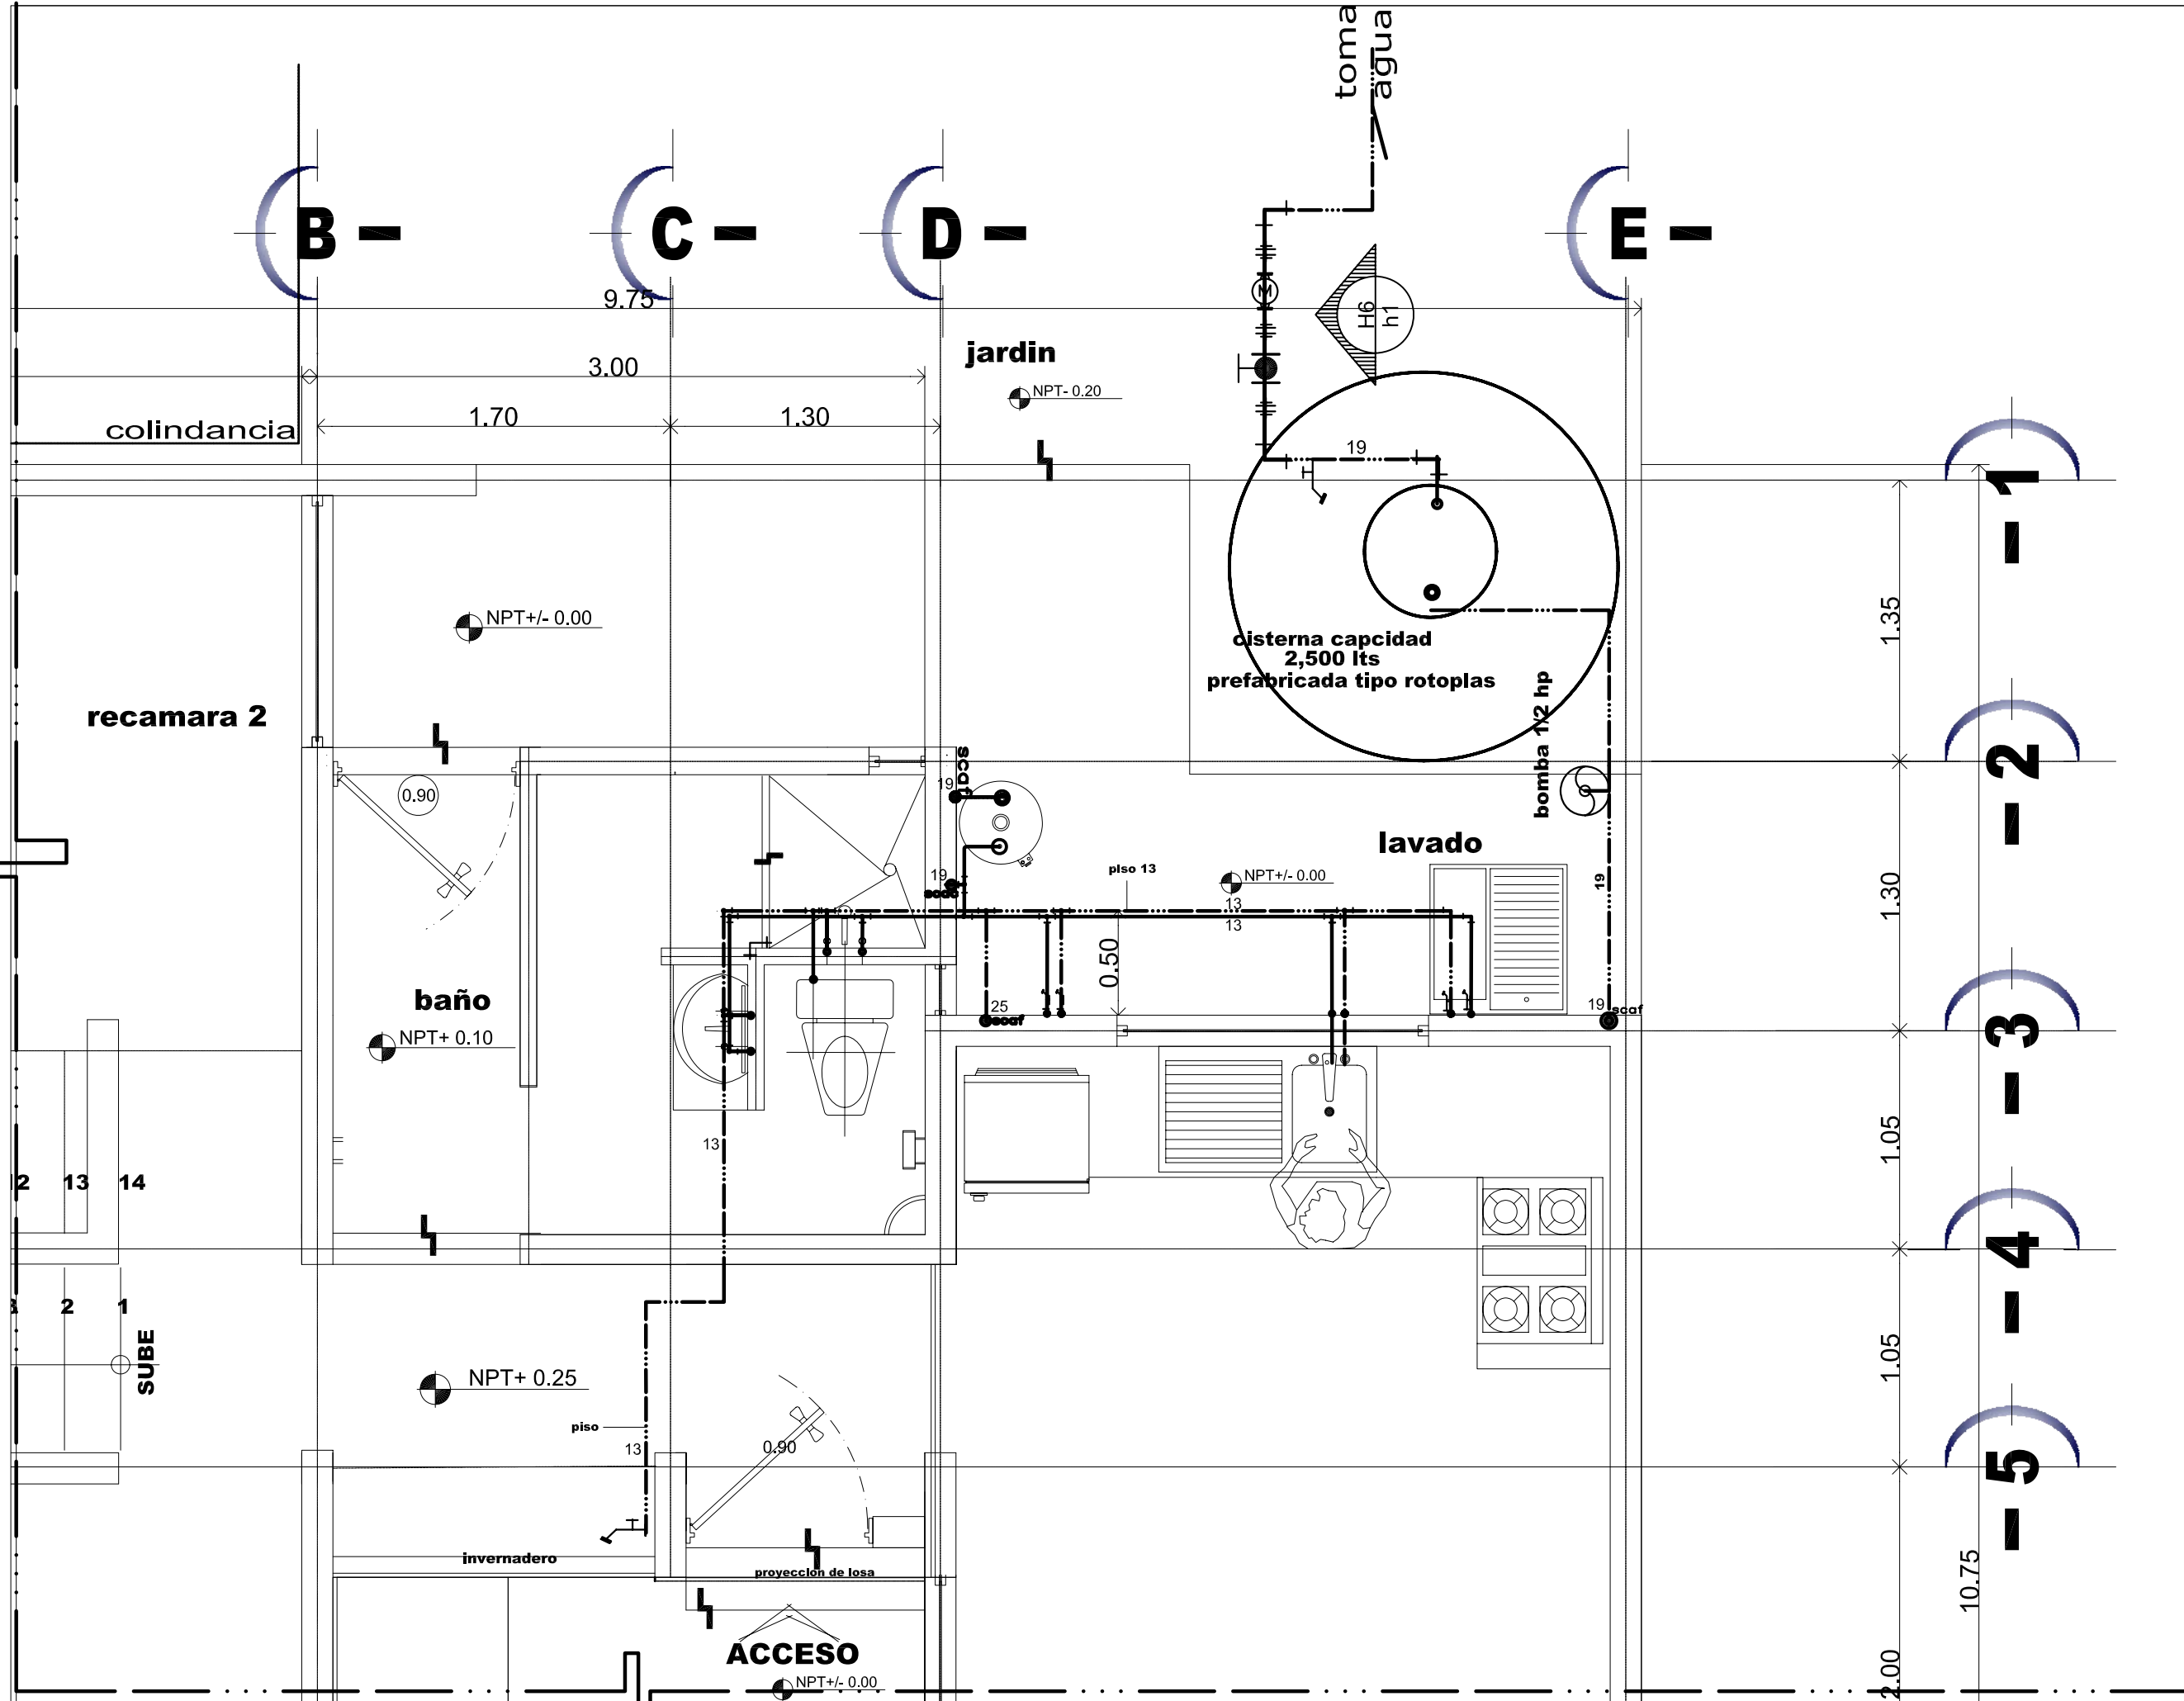 toma
agua
B -
C -
D -
E -
9.75
H6
h1
3.00
jardin
NPT- 0.20
1.70
1.30
colindancia
19
- 1
NPT+/- 0.00
1.35
cisterna capcidad
2,500 lts
prefabricada tipo rotoplas
bomba 1/2 hp
recamara 2
- 2
0.90
19
lavado
piso 13
NPT+/- 0.00
19
19
1.30
13
13
0.50
baño
NPT+ 0.10
25
scaf
19
scaf
- 3
13
1.05
12
13
14
- 4
2
1
SUBE
1.05
NPT+ 0.25
piso
13
0.90
- 5
invernadero
proyeccion de losa
10.75
ACCESO
NPT+/- 0.00
2.00